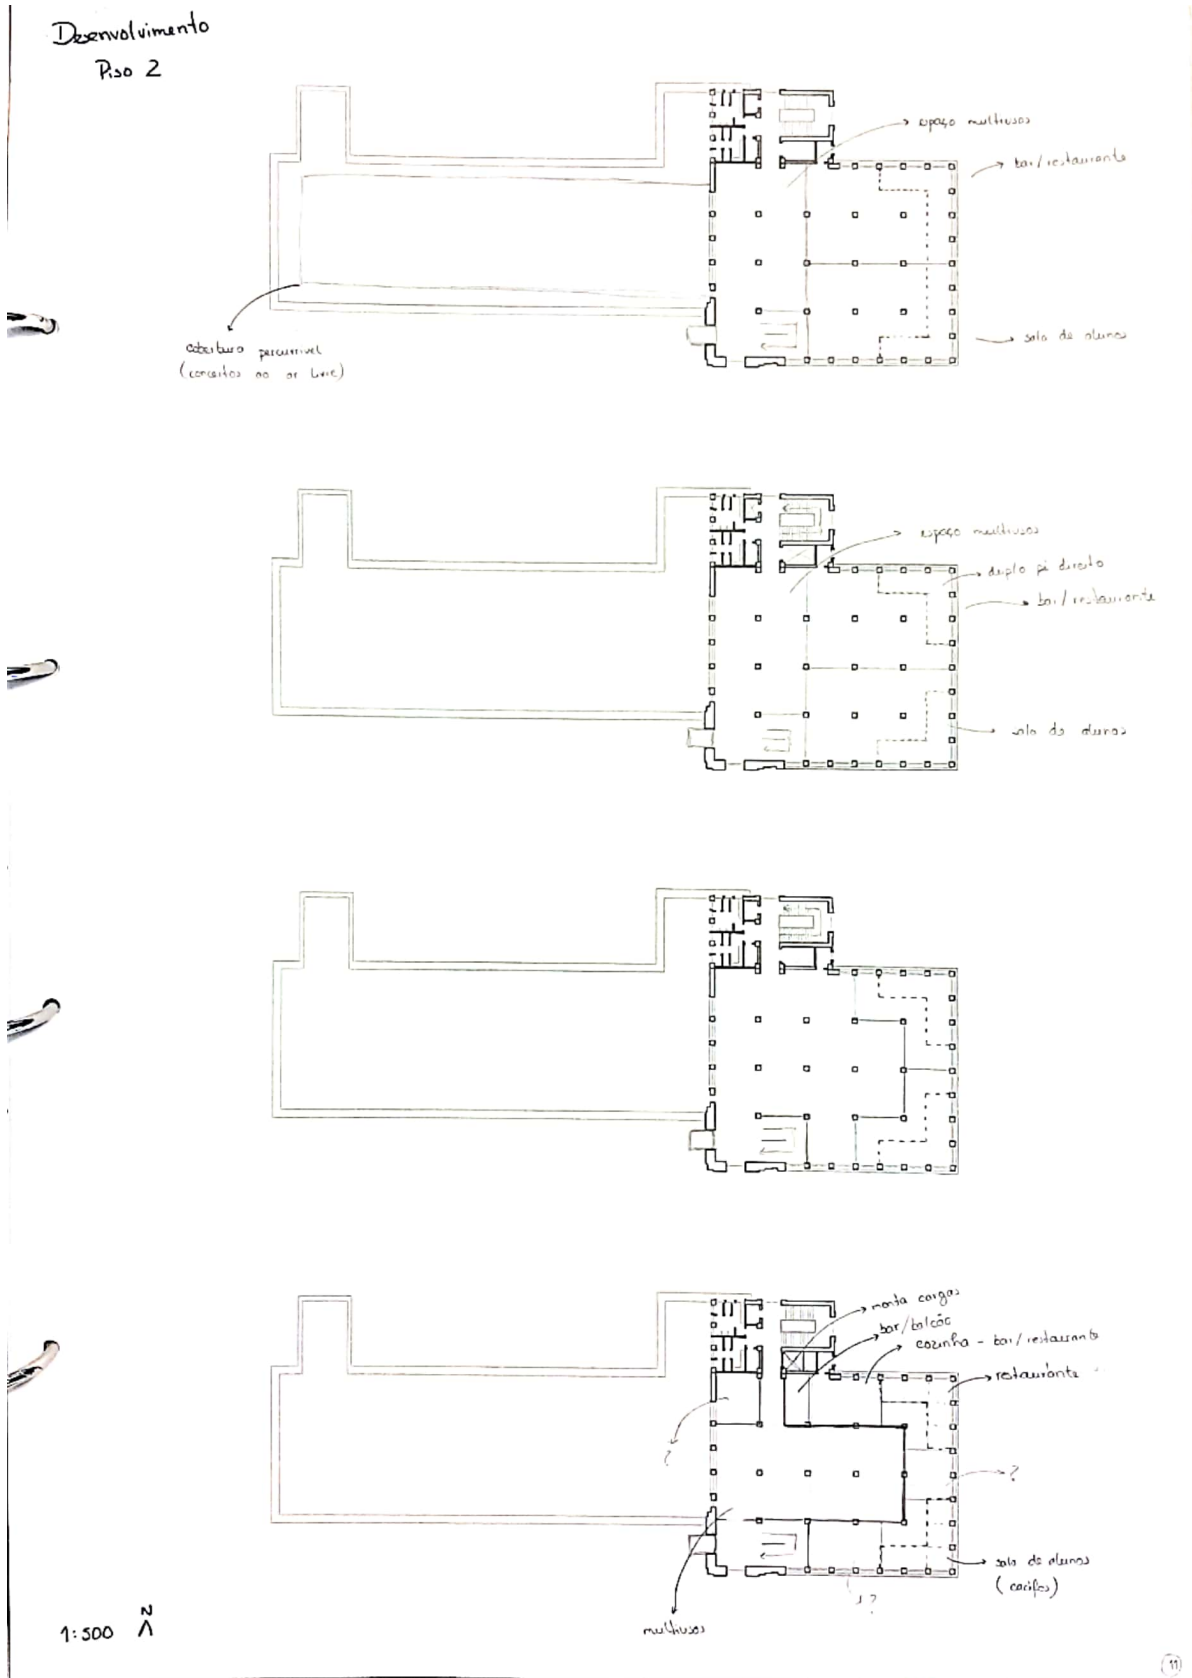 Desenvolvimento
Piso 2
espaço multiusos
bar/restaurante
sala de alunos
cobertura percurrivel
(conceitos ao ar livre)
espaço multiusos
duplo pé direito
bar/restaurante
sala de alunos
monta cargas
bar/balcão
cozinha - bar/restaurante
restaurante
?
?
sala de alunos
(cacifos)
?
multiusos
1:500
N
11